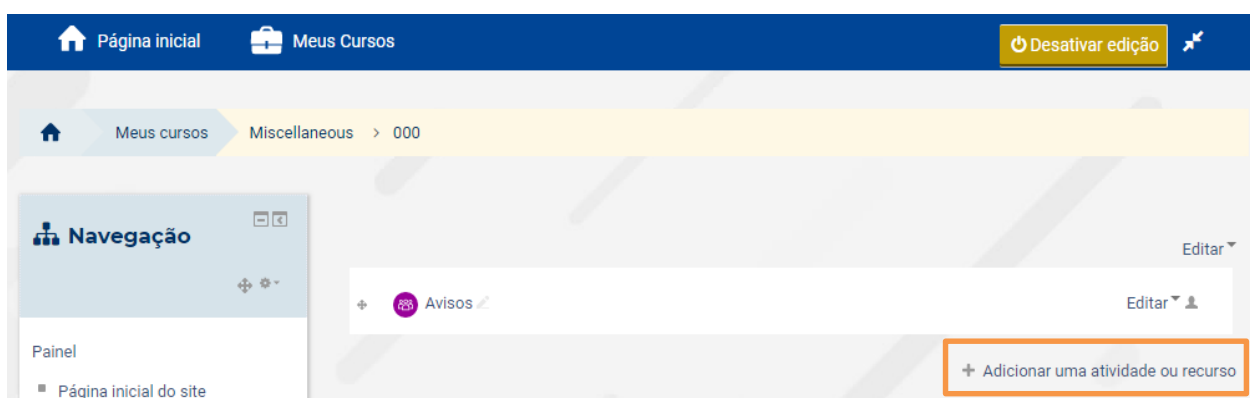 Página inicial Meus Cursos Desativar edição
Meus cursos Miscellaneous > 000
Navegação
Editar
Avisos Editar
Painel
+ Adicionar uma atividade ou recurso
Página inicial do site